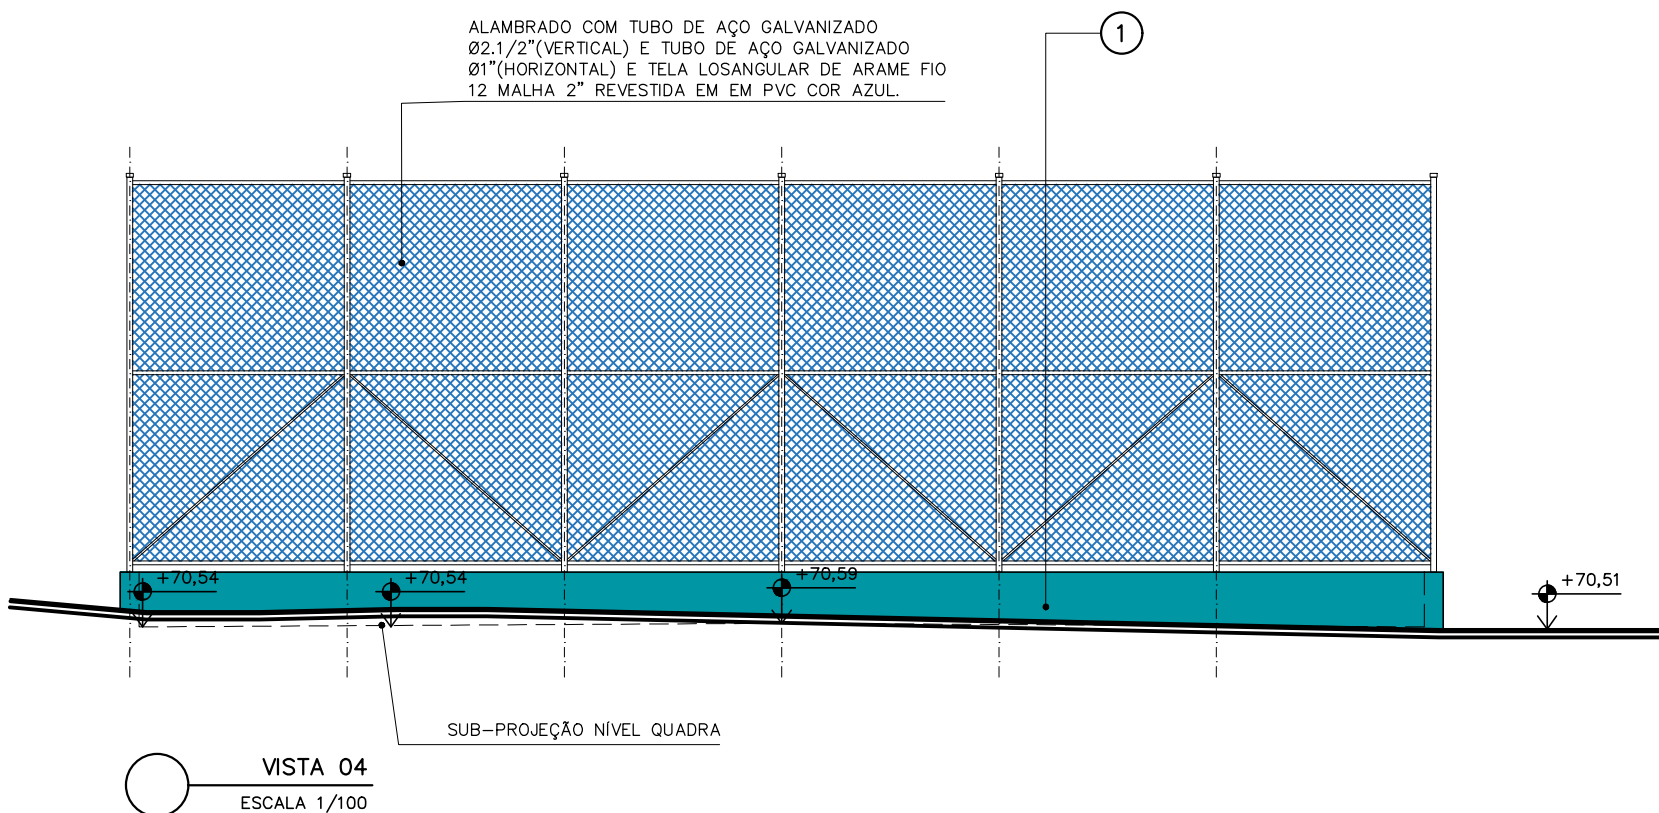 ALAMBRADO COM TUBO DE AÇO GALVANIZADO
Ø2.1/2”(VERTICAL) E TUBO DE AÇO GALVANIZADO
Ø1”(HORIZONTAL) E TELA LOSANGULAR DE ARAME FIO
12 MALHA 2” REVESTIDA EM EM PVC COR AZUL.
1
+70,54
+70,54
+70,59
+70,51
SUB-PROJEÇÃO NÍVEL QUADRA
VISTA 04
ESCALA 1/100